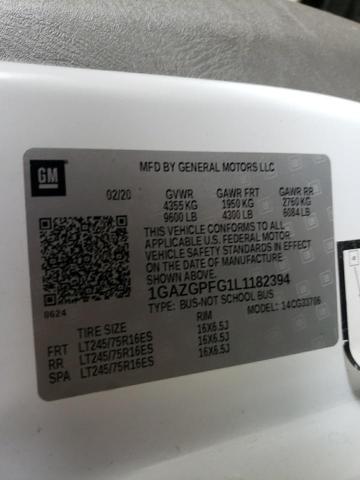 GM
MFD BY GENERAL MOTORS LLC
02/20 GVWR GAWR FRT GAWR RR
4355 KG 1950 KG 2760 KG
9600 LB 4300 LB 6084 LB
THIS VEHICLE CONFORMS TO ALL
APPLICABLE U.S. FEDERAL MOTOR
VEHICLE SAFETY STANDARDS IN EFFECT
ON THE DATE OF MANUFACTURE
SHOWN ABOVE.
0624 1GAZGPFG1L1182394
TYPE: BUS-NOT SCHOOL BUS MODEL: 14CG33706
TIRE SIZE RIM
FRT LT245/75R16ES 16X6.5J
RR LT245/75R16ES 16X6.5J
SPA LT245/75R16ES 16X6.5J